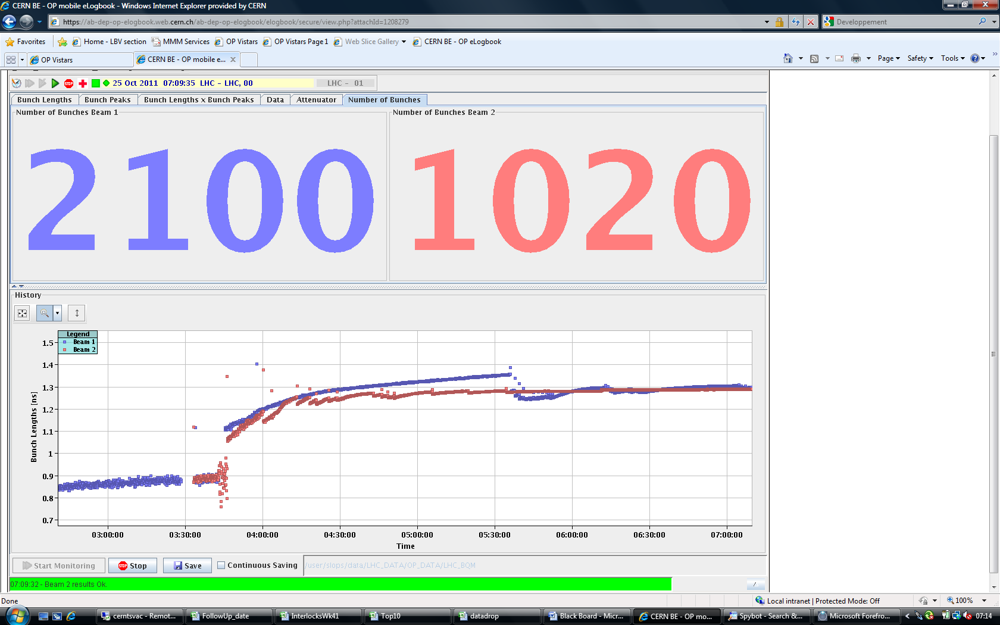 CERN BE - OP mobile eLogbook - Windows Internet Explorer provided by CERN
https://ab-dep-op-elogbook.web.cern.ch/ab-dep-op-elogbook/elogbook/secure/view.php?attachId=1208279
Developpement
Favorites
Home - LBV section
MMM Services
OP Vistars
OP Vistars Page1
Web Slice Gallery
CERN BE - OP eLogbook
OP Vistars
CERN BE - OP mobile e...
Page
Safety
Tools
25 Oct 2011 07:09:35 LHC - LHC, 00
LHC - 01
Bunch Lengths
Bunch Peaks
Bunch Lengths x Bunch Peaks
Data
Attenuator
Number of Bunches
Number of Bunches Beam 1
Number of Bunches Beam 2
2100
1020
History
Legend
Beam 1
Beam 2
1.5
1.4
1.3
1.2
1.1
1
0.9
0.8
0.7
Bunch Lengths [ns]
03:00:00
03:30:00
04:00:00
04:30:00
05:00:00
05:30:00
06:00:00
06:30:00
07:00:00
Time
Start Monitoring
STOP Stop
Save
Continuous Saving
/user/slops/data/LHC_DATA/OP_DATA/LHC_BQM
07:09:32 - Beam 2 results Ok.
Done
Local intranet | Protected Mode: Off
100%
cerntsvac - Remot...
FollowUp_date
InterlocksWk41
Top10
datadrop
Black Board - Micr...
CERN BE - OP mo...
Spybot - Search &...
Microsoft Forefro...
07:14